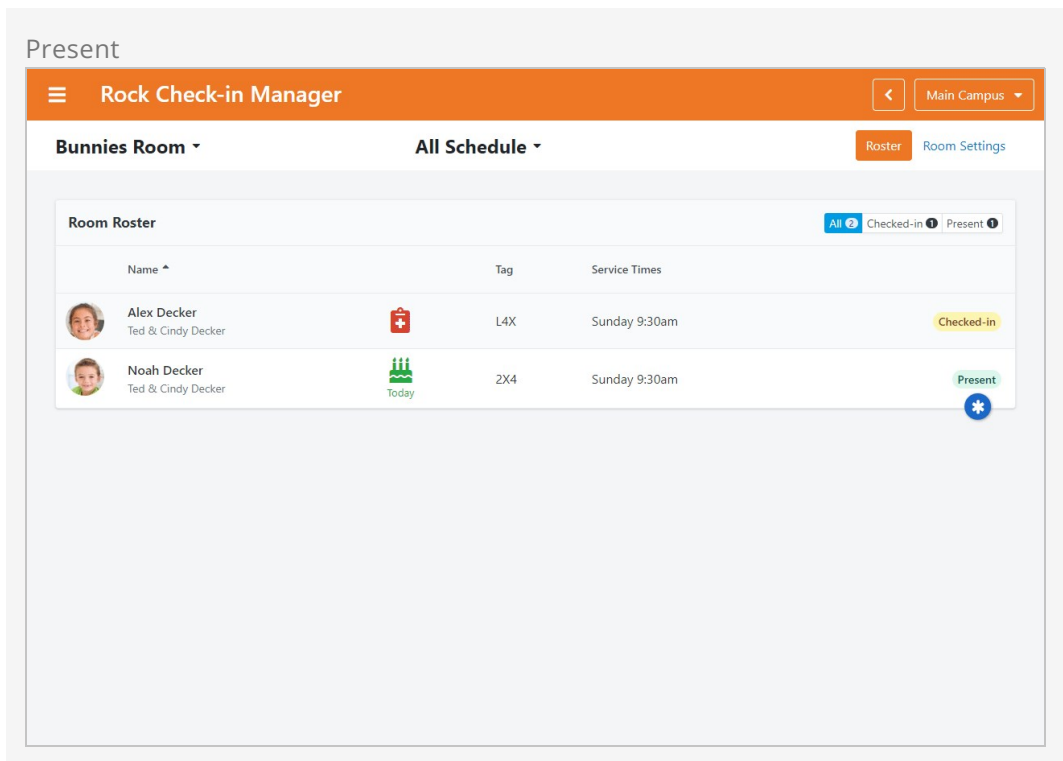 Present
Rock Check-in Manager
Main Campus
Bunnies Room
All Schedule
Roster
Room Settings
Room Roster
All 2
Checked-in 1
Present 1
Name
Tag
Service Times
Alex Decker
Ted & Cindy Decker
L4X
Sunday 9:30am
Checked-in
Noah Decker
Ted & Cindy Decker
Today
2X4
Sunday 9:30am
Present